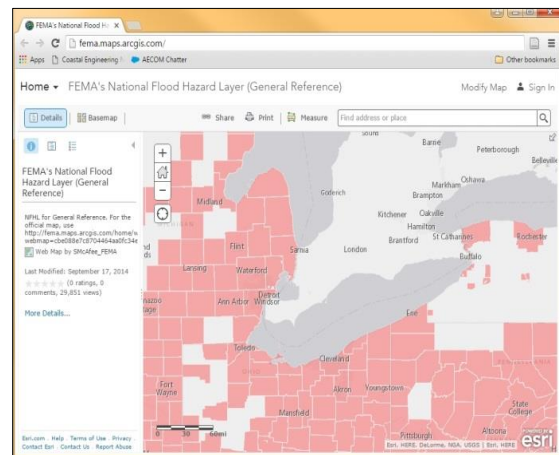 FEMA's National Flood Ha
fema.maps.arcgis.com/
Apps Coastal Engineering AECOM Chatter Other bookmarks
Home FEMA's National Flood Hazard Layer (General Reference) Modify Map Sign In
Details Basemap Share Print Measure Find address or place
FEMA's National Flood
Hazard Layer (General
Reference)
NFHL for General Reference. For the
official map, use
http://fema.maps.arcgis.com/home/w
webmap=cbe088e7c8704464aa0fc34e
Web Map by SMcAfee_FEMA
Last Modified: September 17, 2014
(0 ratings, 0
comments, 29,851 views)
More Details...
Esri.com Help Terms of Use Privacy
Contact Esri Contact Us Report Abuse
Barrie
Peterborough
Belleville
Midland
Goderich
Markham
Oshawa
Brampton
Kitchener
Oakville
Hamilton
Flint
Sarnia
London
Brantford
St Catharines
Rochester
Lansing
Waterford
Buffalo
Ann Arbor
Detroit
Windsor
Erie
Toledo
Cleveland
Fort
Wayne
Akron
Youngstown
Mansfield
State
College
Pittsburgh
Altoona
0 30 60mi
Esri, HERE, DeLorme, NGA, USGS | Esri, HERE
esri